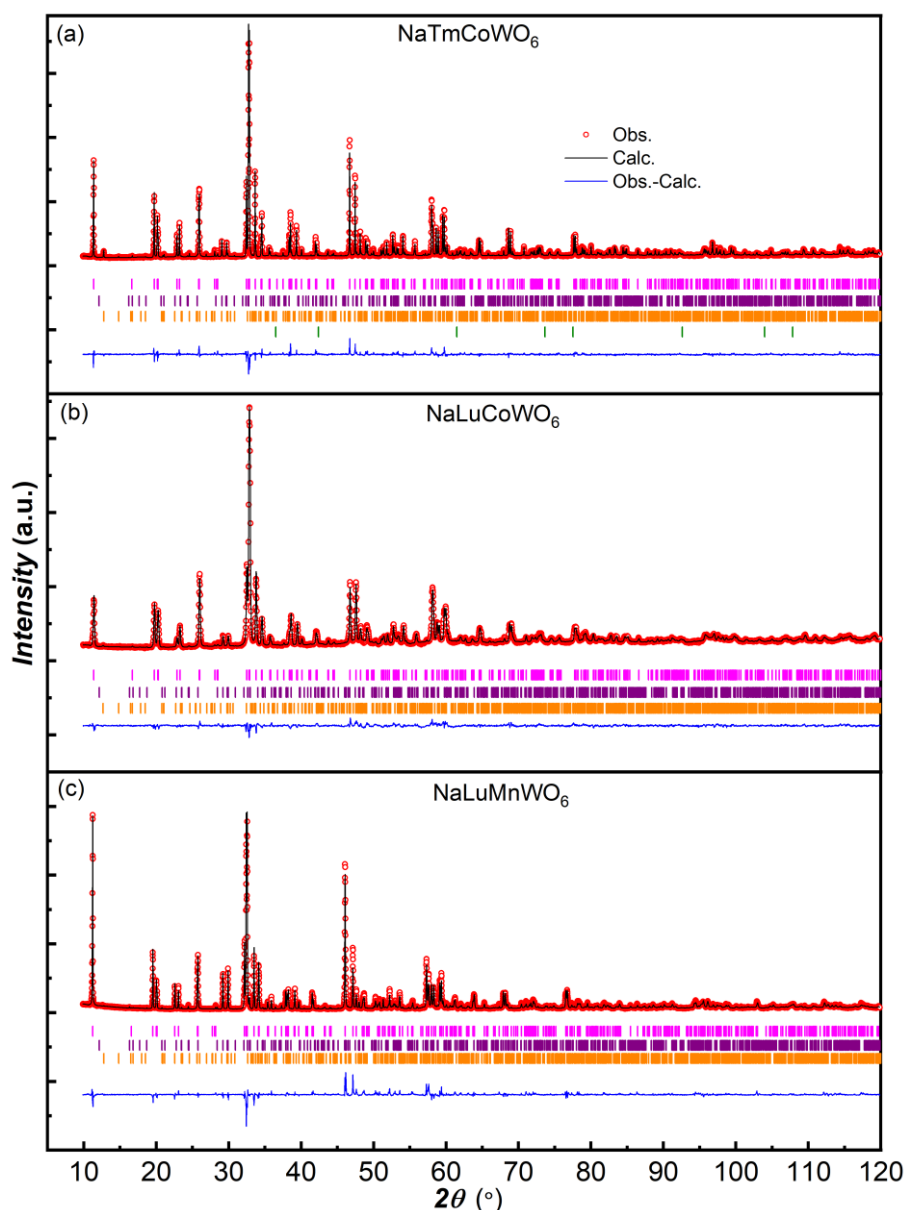 (a)
NaTmCoWO₆
Obs.
Calc.
Obs.-Calc.
(b)
NaLuCoWO₆
Intensity (a.u.)
(c)
NaLuMnWO₆
10 20 30 40 50 60 70 80 90 100 110 120
2θ (°)